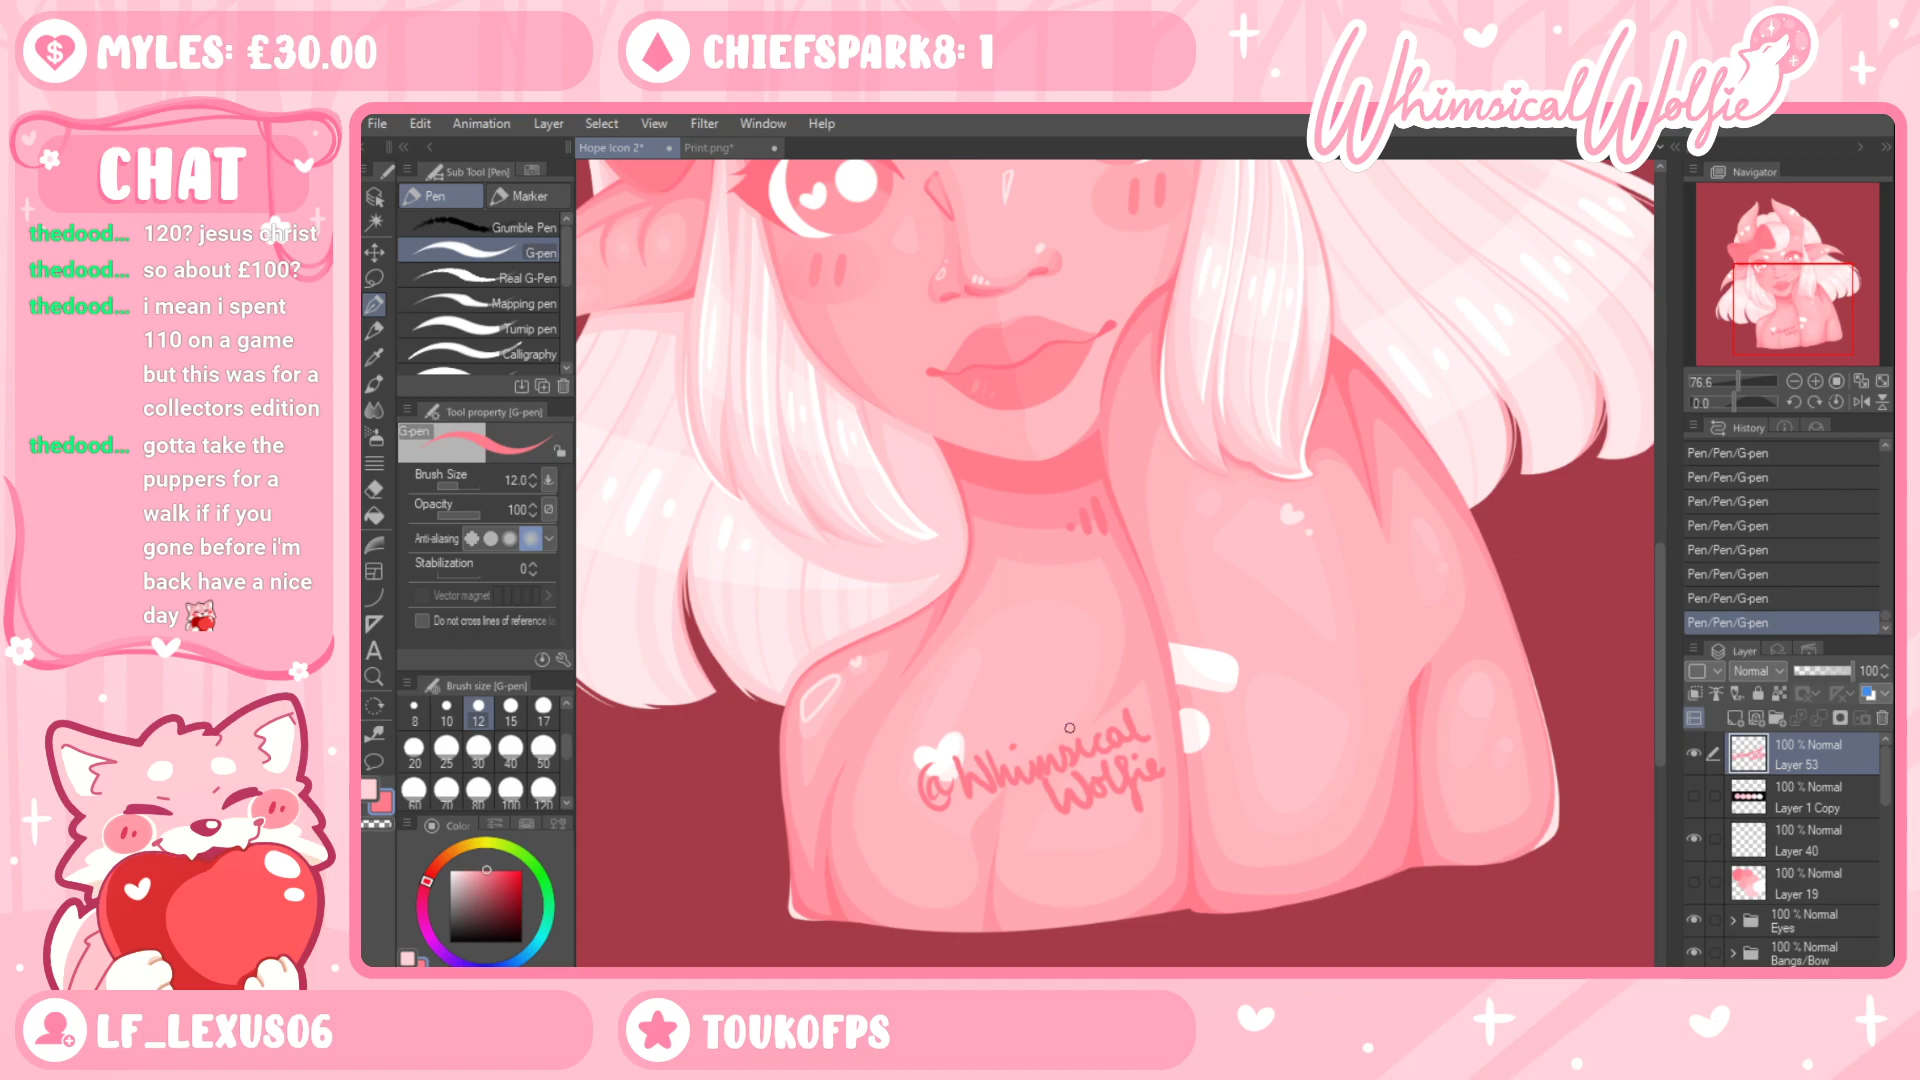 MYLES: £30.00
CHIEFSPARK8: 1
Whimsical Wolfie
CHAT
thedood... 120? jesus christ
thedood... so about £100?
thedood... i mean i spent
110 on a game
but this was for a
collectors edition
thedood... gotta take the
puppers for a
walk if if you
gone before i'm
back have a nice
day
File Edit Animation Layer Select View Filter Window Help
Hope Icon 2* Print.png*
Sub Tool [Pen]
Pen Marker
Grumble Pen
G-pen
Real G-Pen
Mapping pen
Turnip pen
Calligraphy
Tool property [G-pen]
G-pen
Brush Size 12.0
Opacity 100
Anti-aliasing
Stabilization 0
Vector magnet
Do not cross lines of reference
Brush size [G-pen]
8 10 12 15 17
20 25 30 40 50
60 70 80 100 120
Color
@Whimsical
Wolfie
Navigator
76.6
0.0
History
Pen/Pen/G-pen
Pen/Pen/G-pen
Pen/Pen/G-pen
Pen/Pen/G-pen
Pen/Pen/G-pen
Pen/Pen/G-pen
Pen/Pen/G-pen
Pen/Pen/G-pen
Layer
Normal 100
100 % Normal
Layer 53
100 % Normal
Layer 1 Copy
100 % Normal
Layer 40
100 % Normal
Layer 19
100 % Normal
Eyes
100 % Normal
Bangs/Bow
LF_LEXUS06
TOUKOFPS